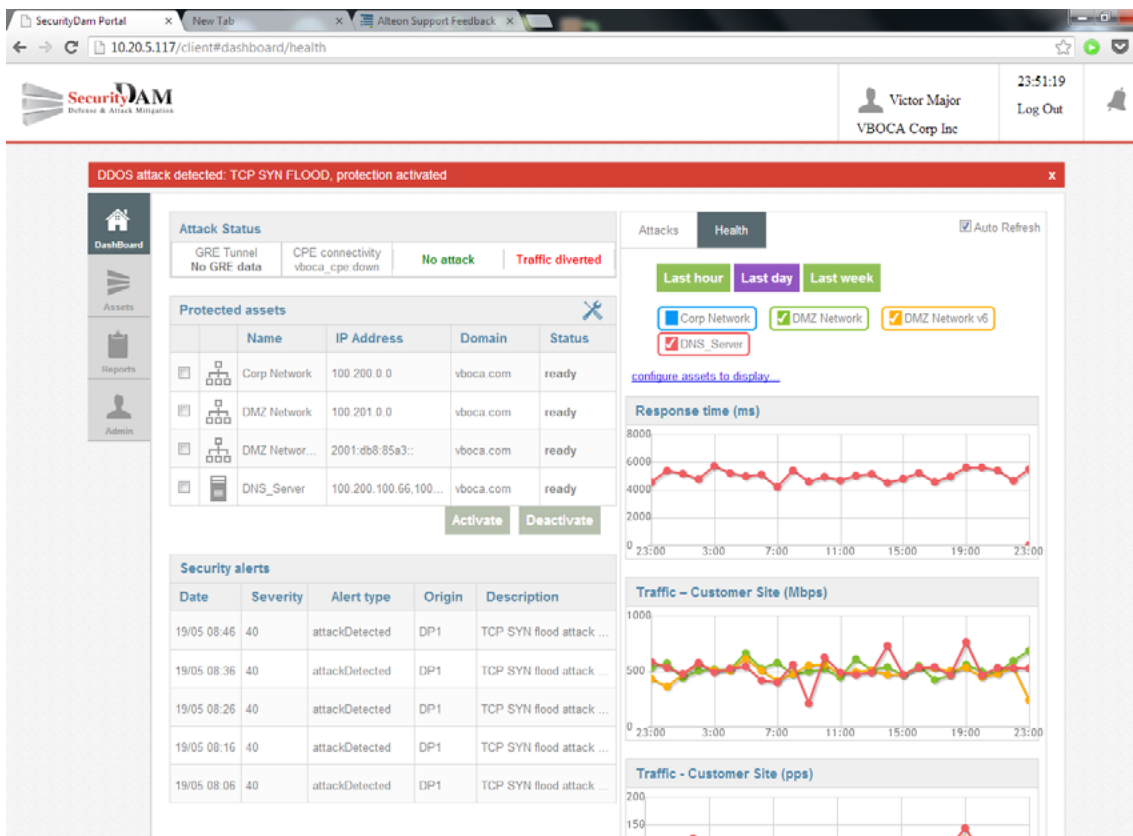 SecurityDam Portal
New Tab
Alteon Support Feedback
10.20.5.117/client#dashboard/health
SecurityDAM
Defense & Attack Mitigation
Victor Major
VBOCA Corp Inc
23:51:19
Log Out
DDOS attack detected: TCP SYN FLOOD, protection activated
x
DashBoard
Assets
Reports
Admin
Attack Status
GRE Tunnel
No GRE data
CPE connectivity
vboca_cpe:down
No attack
Traffic diverted
Protected assets
Name IP Address Domain Status
Corp Network 100.200.0.0 vboca.com ready
DMZ Network 100.201.0.0 vboca.com ready
DMZ Networ... 2001:db8:85a3:: vboca.com ready
DNS_Server 100.200.100.66,100... vboca.com ready
Activate Deactivate
Security alerts
Date Severity Alert type Origin Description
19/05 08:46 40 attackDetected DP1 TCP SYN flood attack ...
19/05 08:36 40 attackDetected DP1 TCP SYN flood attack ...
19/05 08:26 40 attackDetected DP1 TCP SYN flood attack ...
19/05 08:16 40 attackDetected DP1 TCP SYN flood attack ...
19/05 08:06 40 attackDetected DP1 TCP SYN flood attack ...
Attacks Health Auto Refresh
Last hour Last day Last week
Corp Network DMZ Network DMZ Network v6
DNS_Server
configure assets to display...
Response time (ms)
8000
6000
4000
2000
0
23:00 3:00 7:00 11:00 15:00 19:00 23:00
Traffic – Customer Site (Mbps)
1000
500
0
23:00 3:00 7:00 11:00 15:00 19:00 23:00
Traffic - Customer Site (pps)
200
150